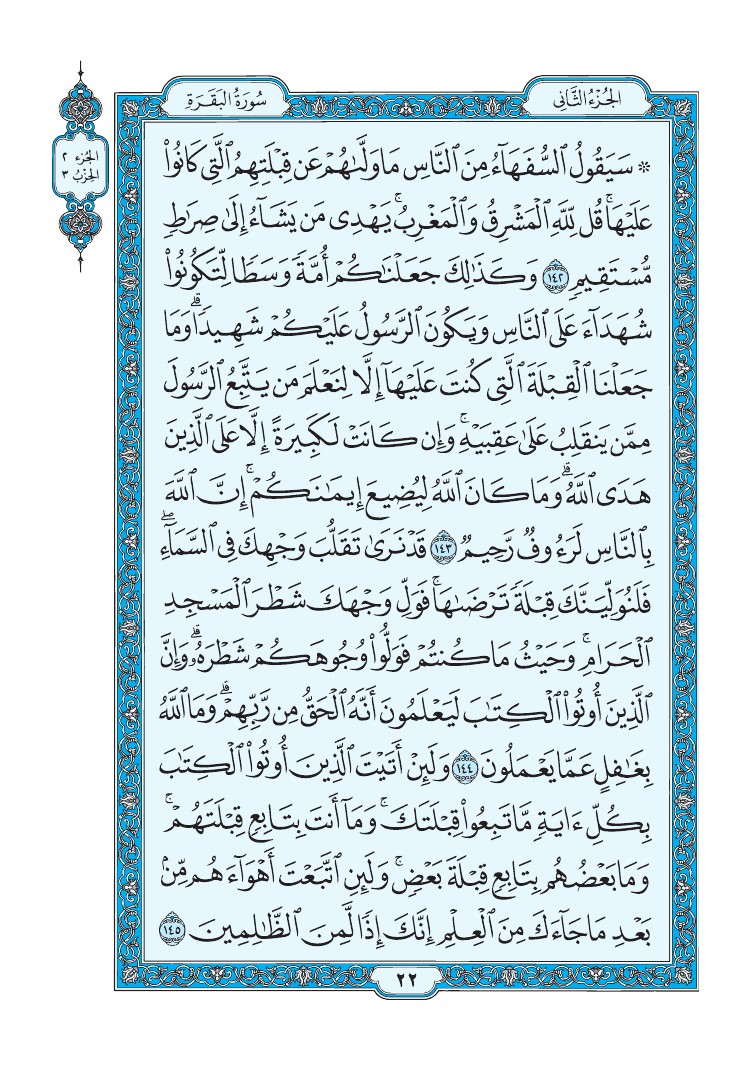 الجُزْءُ الثَّانِي
سُورَةُ البَقَرَةِ
الجُزء ٢
الحِزْبُ ٣
۞ سَيَقُولُ ٱلسُّفَهَآءُ مِنَ ٱلنَّاسِ مَا وَلَّىٰهُمْ عَن قِبْلَتِهِمُ ٱلَّتِي كَانُوا۟
عَلَيْهَا ۚ قُل لِّلَّهِ ٱلْمَشْرِقُ وَٱلْمَغْرِبُ ۚ يَهْدِى مَن يَشَآءُ إِلَىٰ صِرَٰطٍ
مُّسْتَقِيمٍ ١٤٢ وَكَذَٰلِكَ جَعَلْنَٰكُمْ أُمَّةً وَسَطًا لِّتَكُونُوا۟
شُهَدَآءَ عَلَى ٱلنَّاسِ وَيَكُونَ ٱلرَّسُولُ عَلَيْكُمْ شَهِيدًا ۗ وَمَا
جَعَلْنَا ٱلْقِبْلَةَ ٱلَّتِي كُنتَ عَلَيْهَآ إِلَّا لِنَعْلَمَ مَن يَتَّبِعُ ٱلرَّسُولَ
مِمَّن يَنقَلِبُ عَلَىٰ عَقِبَيْهِ ۚ وَإِن كَانَتْ لَكَبِيرَةً إِلَّا عَلَى ٱلَّذِينَ
هَدَى ٱللَّهُ ۗ وَمَا كَانَ ٱللَّهُ لِيُضِيعَ إِيمَٰنَكُمْ ۚ إِنَّ ٱللَّهَ
بِٱلنَّاسِ لَرَءُوفٌ رَّحِيمٌ ١٤٣ قَدْ نَرَىٰ تَقَلُّبَ وَجْهِكَ فِي ٱلسَّمَآءِ ۖ
فَلَنُوَلِّيَنَّكَ قِبْلَةً تَرْضَىٰهَا ۚ فَوَلِّ وَجْهَكَ شَطْرَ ٱلْمَسْجِدِ
ٱلْحَرَامِ ۚ وَحَيْثُ مَا كُنتُمْ فَوَلُّوا۟ وُجُوهَكُمْ شَطْرَهُۥ ۗ وَإِنَّ
ٱلَّذِينَ أُوتُوا۟ ٱلْكِتَٰبَ لَيَعْلَمُونَ أَنَّهُ ٱلْحَقُّ مِن رَّبِّهِمْ ۗ وَمَا ٱللَّهُ
بِغَٰفِلٍ عَمَّا يَعْمَلُونَ ١٤٤ وَلَئِنْ أَتَيْتَ ٱلَّذِينَ أُوتُوا۟ ٱلْكِتَٰبَ
بِكُلِّ ءَايَةٍ مَّا تَبِعُوا۟ قِبْلَتَكَ ۚ وَمَآ أَنتَ بِتَابِعٍ قِبْلَتَهُمْ ۚ
وَمَا بَعْضُهُم بِتَابِعٍ قِبْلَةَ بَعْضٍ ۚ وَلَئِنِ ٱتَّبَعْتَ أَهْوَآءَهُم مِّنۢ
بَعْدِ مَا جَآءَكَ مِنَ ٱلْعِلْمِ إِنَّكَ إِذًا لَّمِنَ ٱلظَّٰلِمِينَ ١٤٥
٢٢